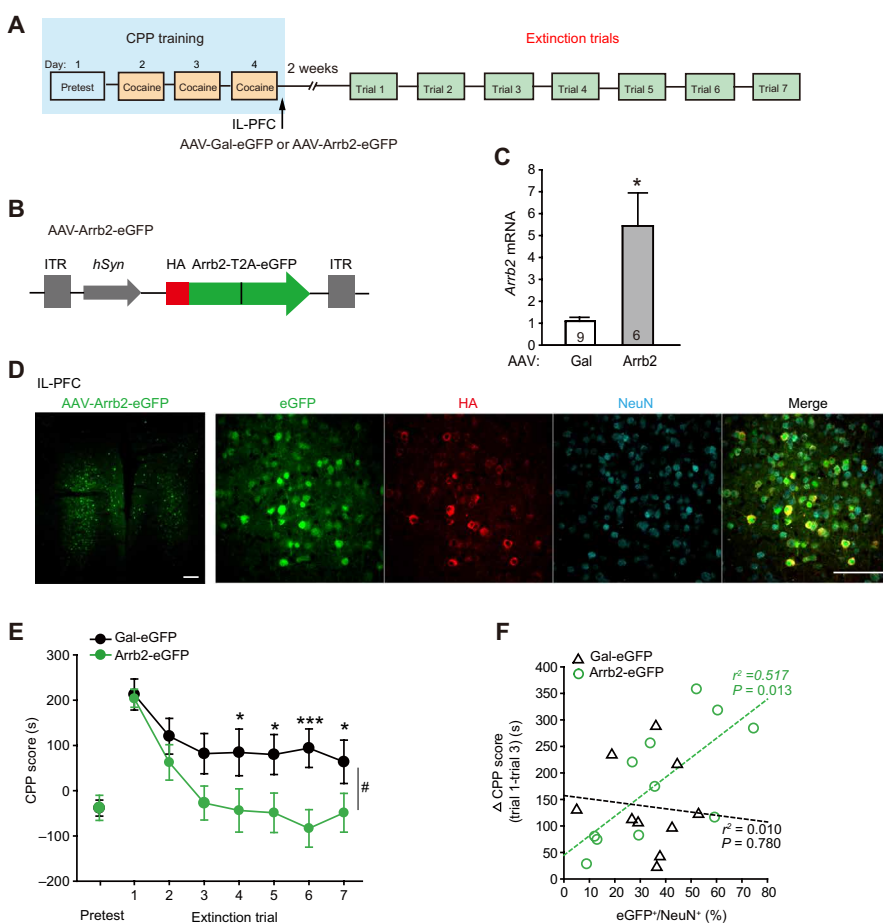 A
CPP training
Extinction trials
Day: 1 2 3 4
2 weeks
Pretest Cocaine Cocaine Cocaine Trial 1 Trial 2 Trial 3 Trial 4 Trial 5 Trial 6 Trial 7
IL-PFC
AAV-Gal-eGFP or AAV-Arrb2-eGFP
B
AAV-Arrb2-eGFP
ITR hSyn HA Arrb2-T2A-eGFP ITR
C
8
7
6
5
4
3
2
1
0
Arrb2 mRNA
*
9 6
AAV: Gal Arrb2
D
IL-PFC
AAV-Arrb2-eGFP eGFP HA NeuN Merge
E
Gal-eGFP
Arrb2-eGFP
300
200
100
0
–100
–200
CPP score (s)
* * *** *
#
1 2 3 4 5 6 7
Pretest Extinction trial
F
Gal-eGFP
Arrb2-eGFP
400
350
300
250
200
150
100
50
0
Δ CPP score
(trial 1-trial 3) (s)
r² =0.517
P = 0.013
r² = 0.010
P = 0.780
0 10 20 30 40 50 60 70 80
eGFP⁺/NeuN⁺ (%)